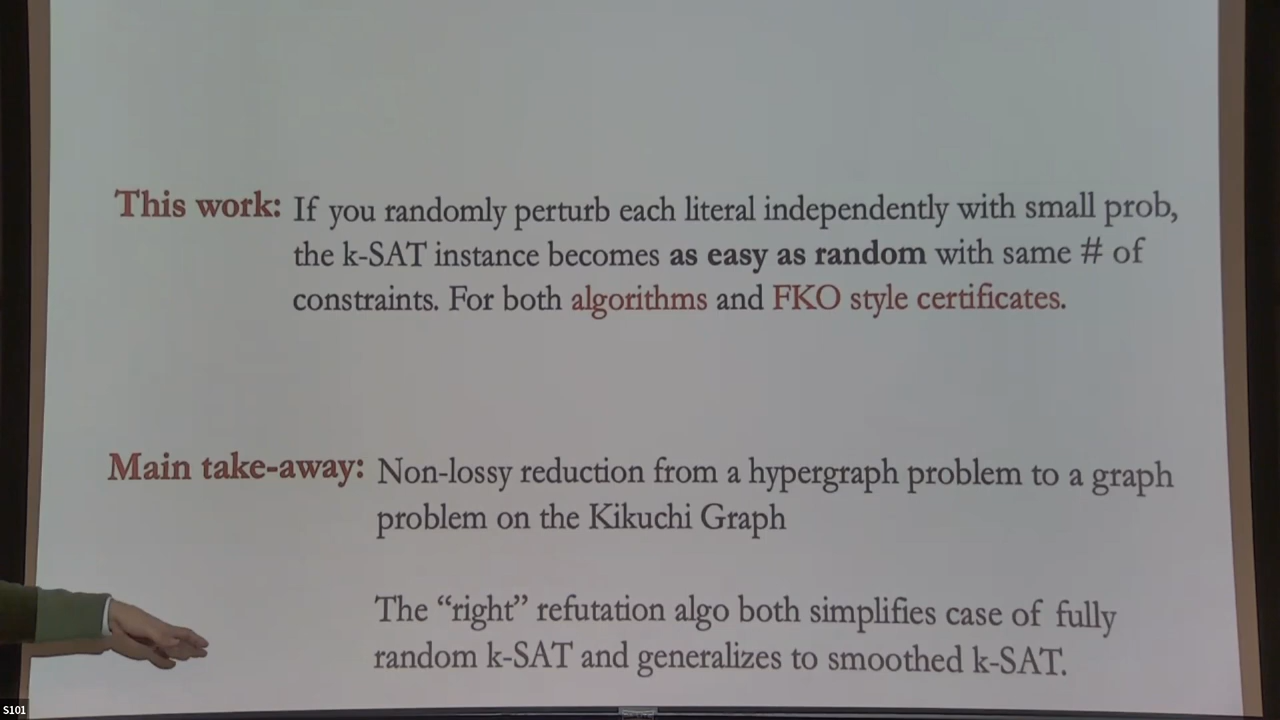 This work: If you randomly perturb each literal independently with small prob,
the k-SAT instance becomes as easy as random with same # of
constraints. For both algorithms and FKO style certificates.
Main take-away: Non-lossy reduction from a hypergraph problem to a graph
problem on the Kikuchi Graph
The “right” refutation algo both simplifies case of fully
random k-SAT and generalizes to smoothed k-SAT.
S101